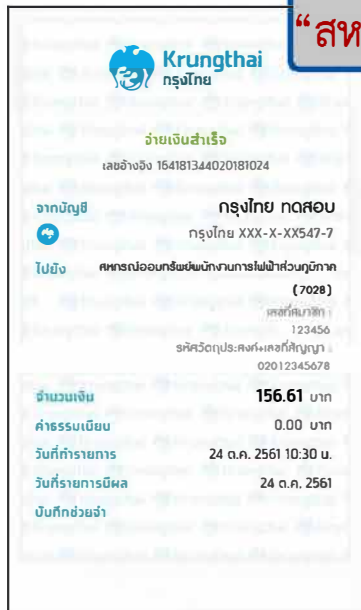 “สห
Krungthai
กรุงไทย
จ่ายเงินสำเร็จ
เลขอ้างอิง 164181344020181024
จากบัญชี กรุงไทย ทดสอบ
กรุงไทย XXX-X-XX547-7
ไปยัง สหกรณ์ออมทรัพย์พนักงานการไฟฟ้าส่วนภูมิภาค
(7028)
เลขที่สมาชิก :
123456
รหัสวัตถุประสงค์+เลขที่สัญญา :
02012345678
จำนวนเงิน 156.61 บาท
ค่าธรรมเนียม 0.00 บาท
วันที่ทำรายการ 24 ต.ค. 2561 10:30 น.
วันที่รายการมีผล 24 ต.ค. 2561
บันทึกช่วยจำ